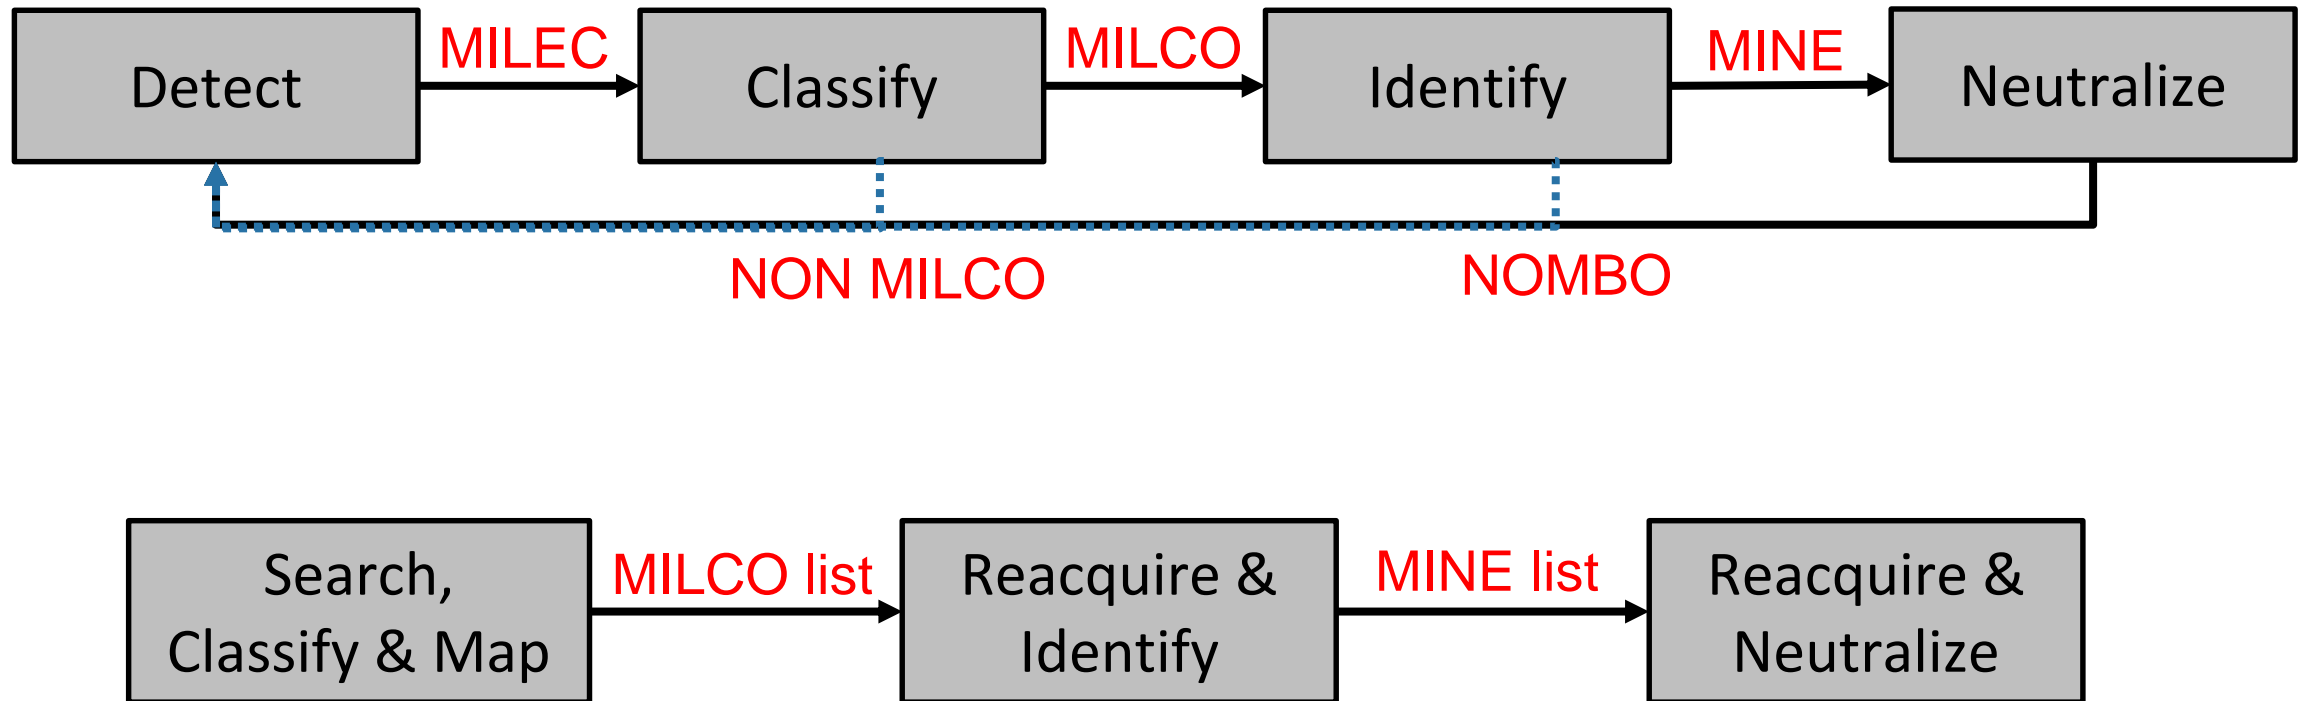 Detect
MILEC
Classify
MILCO
Identify
MINE
Neutralize
NON MILCO
NOMBO
Search,
Classify & Map
MILCO list
Reacquire &
Identify
MINE list
Reacquire &
Neutralize